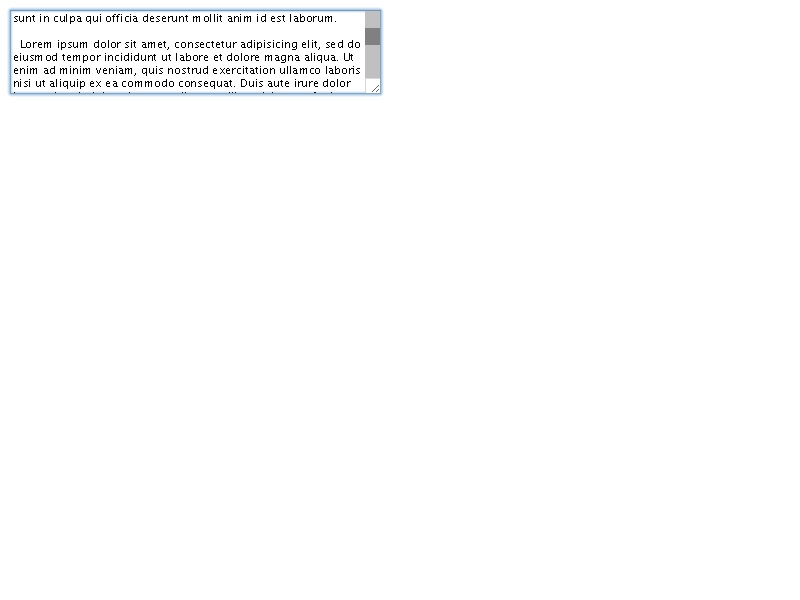 sunt in culpa qui officia deserunt mollit anim id est laborum.
Lorem ipsum dolor sit amet, consectetur adipisicing elit, sed do
eiusmod tempor incididunt ut labore et dolore magna aliqua. Ut
enim ad minim veniam, quis nostrud exercitation ullamco laboris
nisi ut aliquip ex ea commodo consequat. Duis aute irure dolor